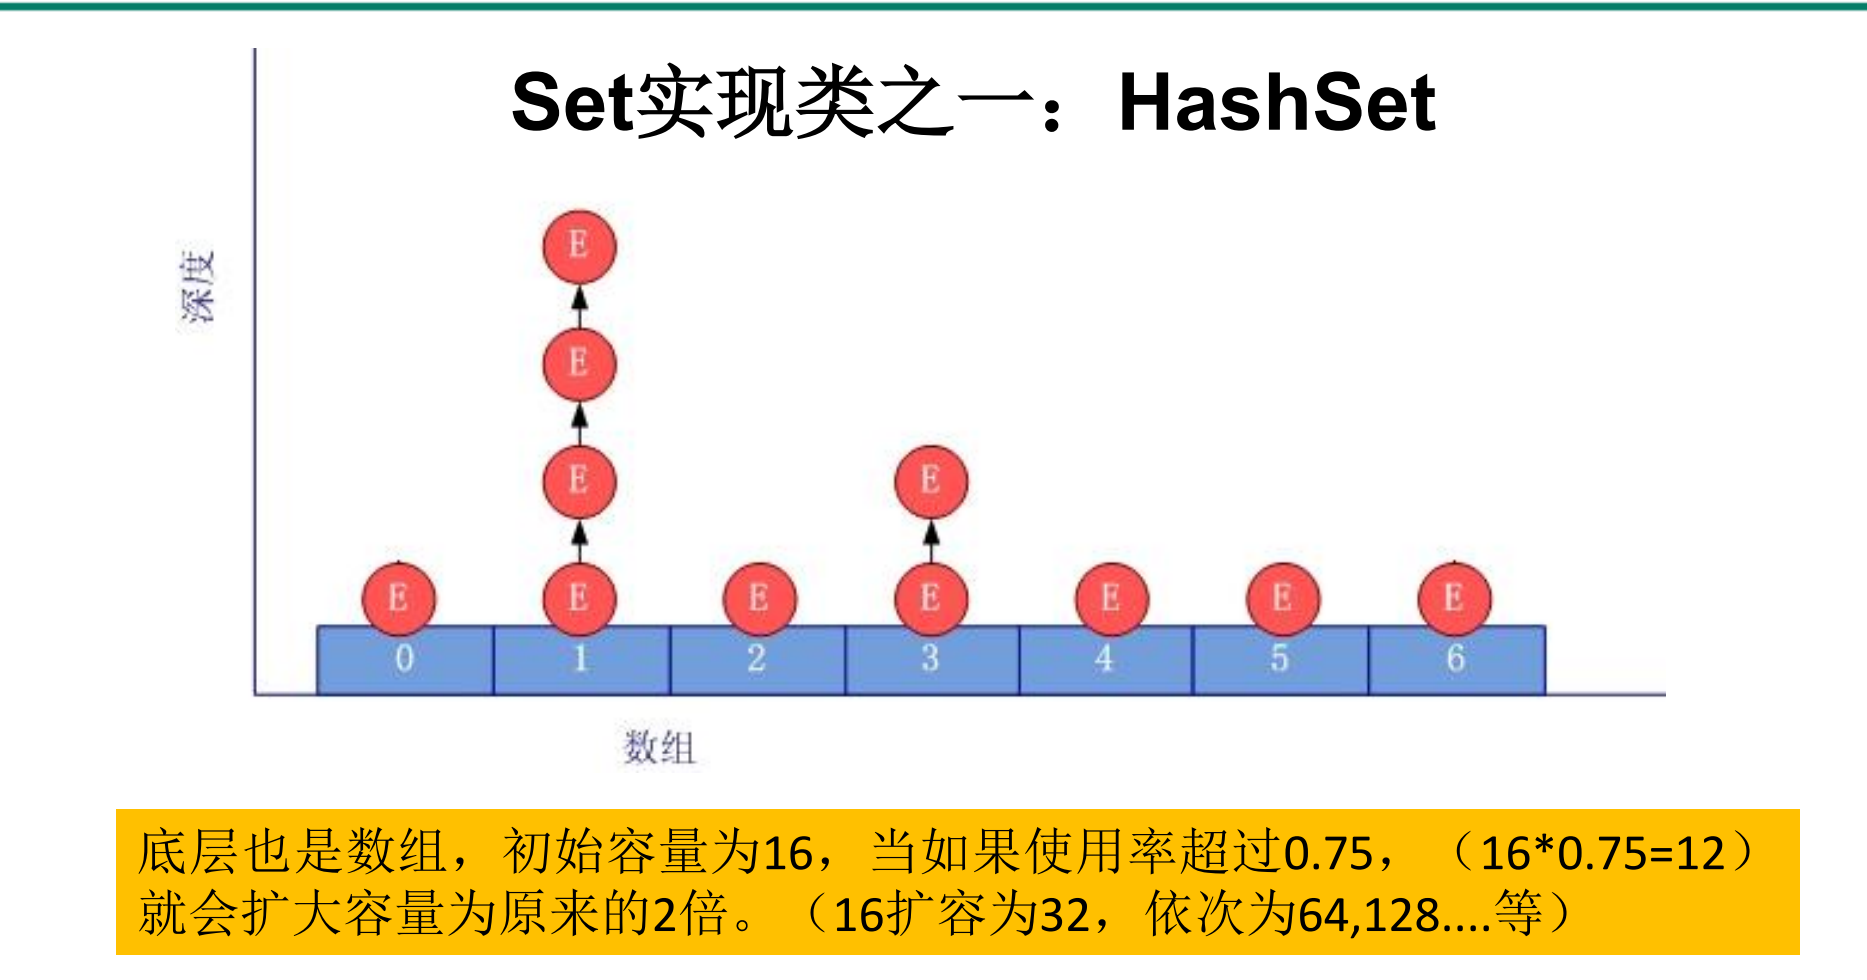 Set实现类之一：HashSet
深度
E
E
E
E
E
E
E
E
E
E
E
0 1 2 3 4 5 6
数组
底层也是数组，初始容量为16，当如果使用率超过0.75，（16*0.75=12）
就会扩大容量为原来的2倍。（16扩容为32，依次为64,128....等）